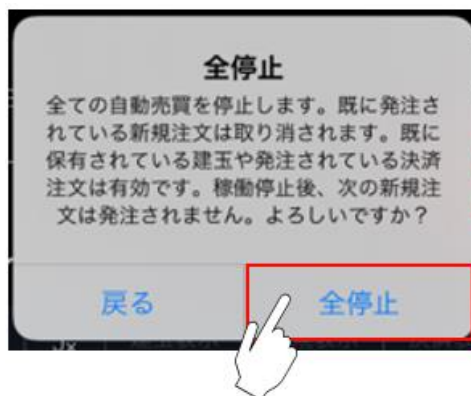 全停止
全ての自動売買を停止します。既に発注さ
れている新規注文は取り消されます。既に
保有されている建玉や発注されている決済
注文は有効です。稼働停止後、次の新規注
文は発注されません。よろしいですか？
戻る
全停止